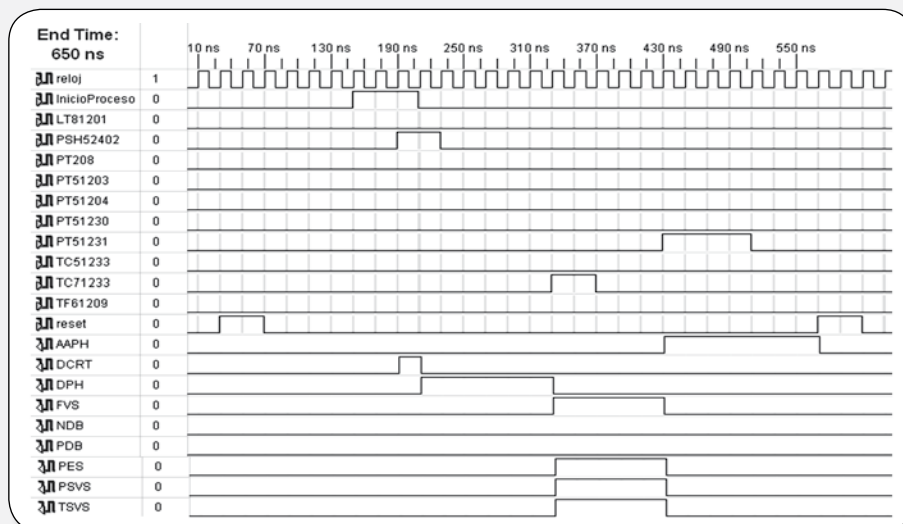 End Time:
650 ns
10 ns 70 ns 130 ns 190 ns 250 ns 310 ns 370 ns 430 ns 490 ns 550 ns
reloj 1
InicioProceso 0
LT81201 0
PSH52402 0
PT208 0
PT51203 0
PT51204 0
PT51230 0
PT51231 0
TC51233 0
TC71233 0
TF61209 0
reset 0
AAPH 0
DCRT 0
DPH 0
FVS 0
NDB 0
PDB 0
PES 0
PSVS 0
TSVS 0